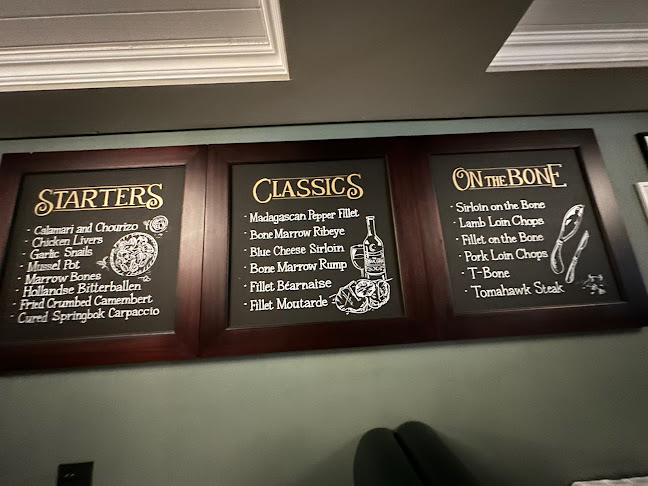 STARTERS
- Calamari and Chourizo
- Chicken Livers
- Garlic Snails
- Mussel Pot
- Marrow Bones
- Hollandse Bitterballen
- Fried Crumbed Camembert
- Cured Springbok Carpaccio
CLASSICS
- Madagascan Pepper Fillet
- Bone Marrow Ribeye
- Blue Cheese Sirloin
- Bone Marrow Rump
- Fillet Béarnaise
- Fillet Moutarde
ON THE BONE
- Sirloin on the Bone
- Lamb Loin Chops
- Fillet on the Bone
- Pork Loin Chops
- T-Bone
- Tomahawk Steak